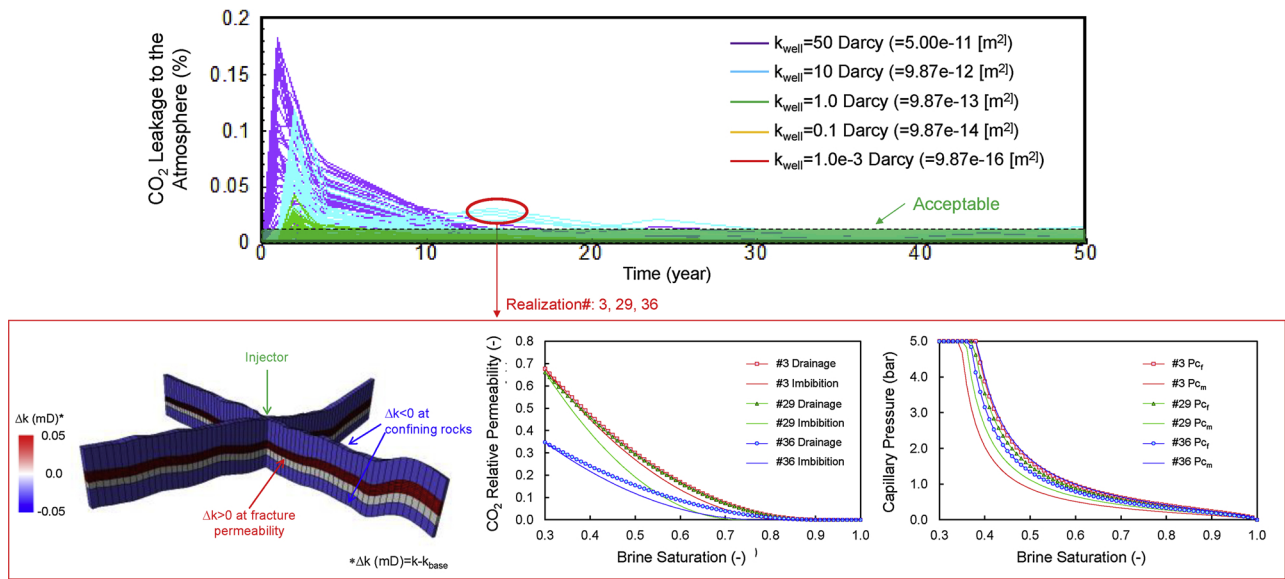 CO2 Leakage to the
Atmosphere (%)
0.2
0.15
0.1
0.05
0
0 10 20 30 40 50
Time (year)
kwell=50 Darcy (=5.00e-11 [m2])
kwell=10 Darcy (=9.87e-12 [m2])
kwell=1.0 Darcy (=9.87e-13 [m2])
kwell=0.1 Darcy (=9.87e-14 [m2])
kwell=1.0e-3 Darcy (=9.87e-16 [m2])
Acceptable
Realization#: 3, 29, 36
Injector
Δk (mD)*
0.05
0.0
-0.05
Δk<0 at
confining rocks
Δk>0 at fracture
permeability
*Δk (mD)=k-kbase
CO2 Relative Permeability (-)
0.8
0.7
0.6
0.5
0.4
0.3
0.2
0.1
0.0
0.3 0.4 0.5 0.6 0.7 0.8 0.9 1.0
Brine Saturation (-) )
#3 Drainage
#3 Imbibition
#29 Drainage
#29 Imbibition
#36 Drainage
#36 Imbibition
Capillary Pressure (bar)
5.0
4.0
3.0
2.0
1.0
0.0
0.3 0.4 0.5 0.6 0.7 0.8 0.9 1.0
Brine Saturation (-)
#3 Pcf
#3 Pcm
#29 Pcf
#29 Pcm
#36 Pcf
#36 Pcm